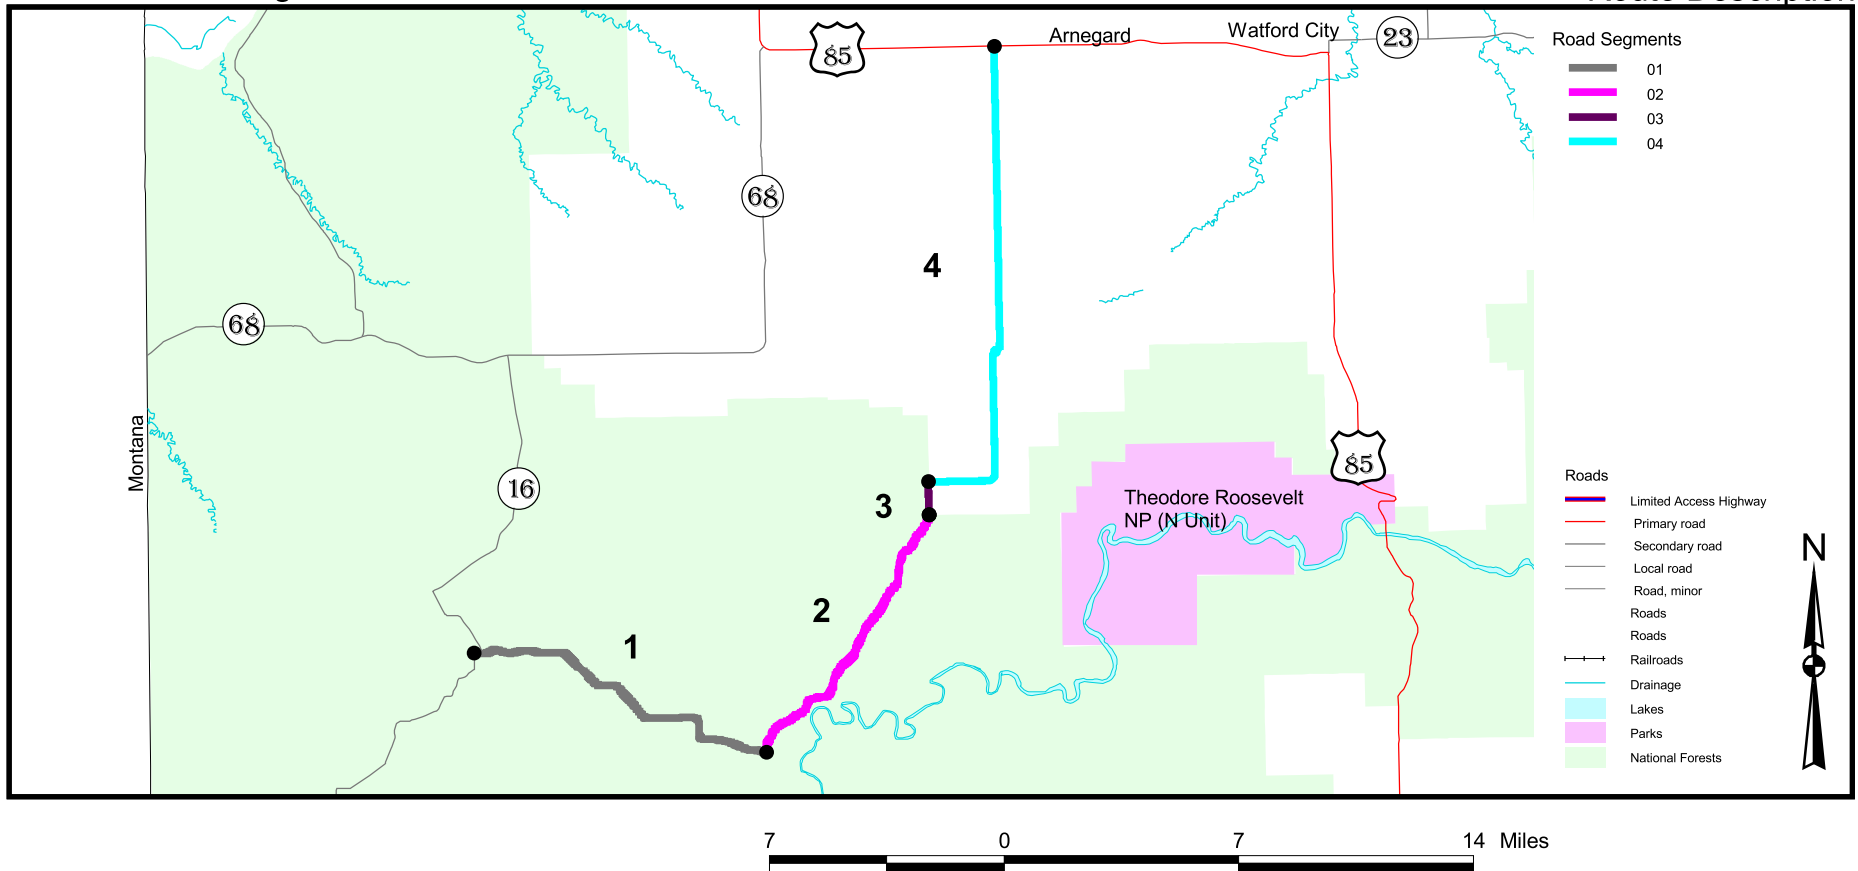 Arnegard
Watford City
85
23
68
4
68
Montana
16
85
3
Theodore Roosevelt
NP (N Unit)
2
1
Road Segments
01
02
03
04
Roads
Limited Access Highway
Primary road
Secondary road
Local road
Road, minor
Roads
Roads
Railroads
Drainage
Lakes
Parks
National Forests
N
7 0 7 14 Miles